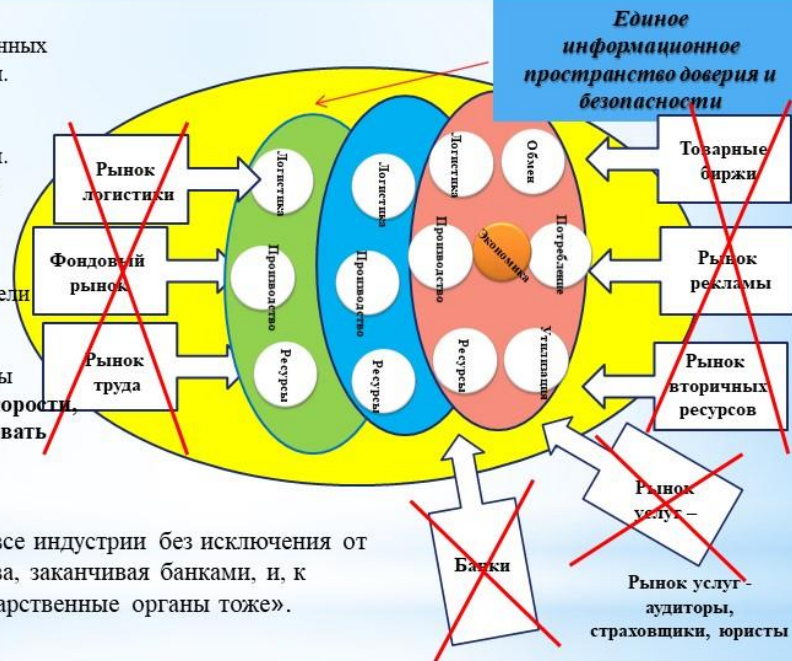 Единое
информационное
пространство доверия и
безопасности
нных
и.
и.
ели
ы
орости,
вать
Рынок
логистики
Фондовый
рынок
Рынок
труда
Логистика
Производство
Ресурсы
Логистика
Производство
Ресурсы
Логистика
Производство
Ресурсы
Обмен
Экономика
Потребление
Утилизация
Товарные
биржи
Рынок
рекламы
Рынок
вторичных
ресурсов
Рынок
услуг –
Банки
Рынок услуг -
аудиторы,
страховщики, юристы
все индустрии без исключения от
ва, заканчивая банками, и, к
дарственные органы тоже».